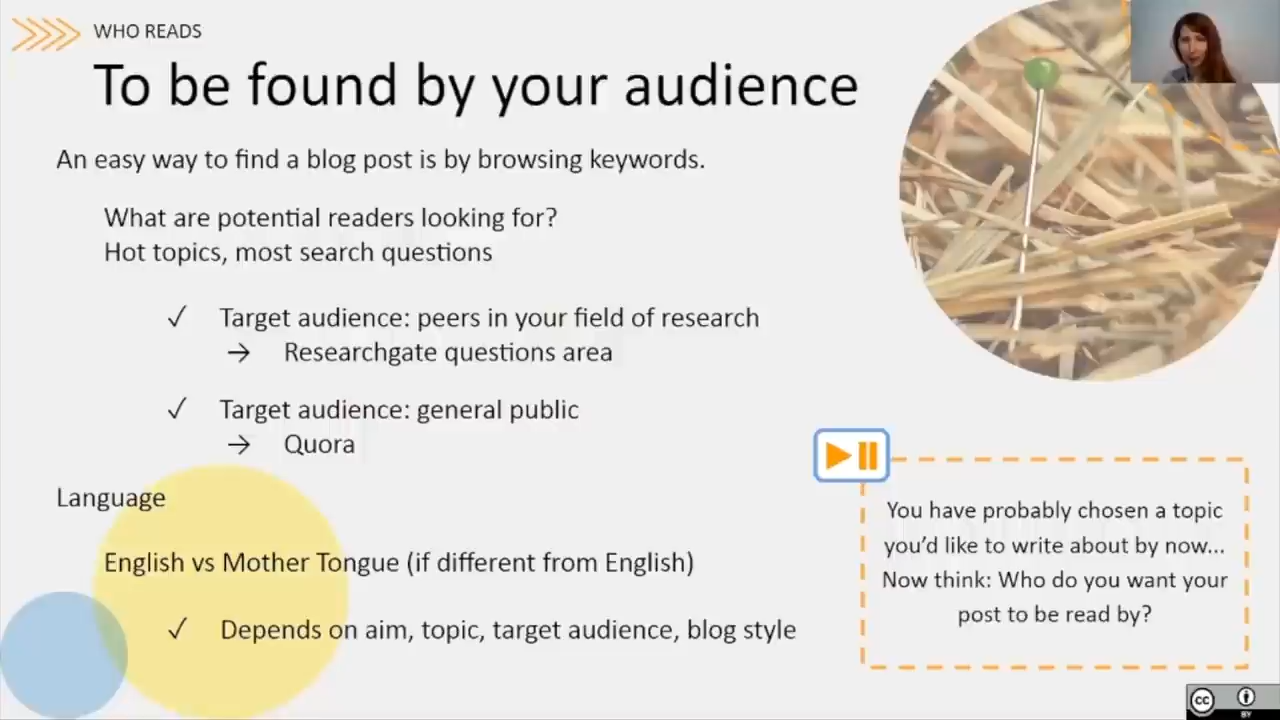 WHO READS
To be found by your audience
An easy way to find a blog post is by browsing keywords.
What are potential readers looking for?
Hot topics, most search questions
✓ Target audience: peers in your field of research
→ Researchgate questions area
✓ Target audience: general public
→ Quora
Language
English vs Mother Tongue (if different from English)
✓ Depends on aim, topic, target audience, blog style
You have probably chosen a topic
you'd like to write about by now...
Now think: Who do you want your
post to be read by?
CC
BY